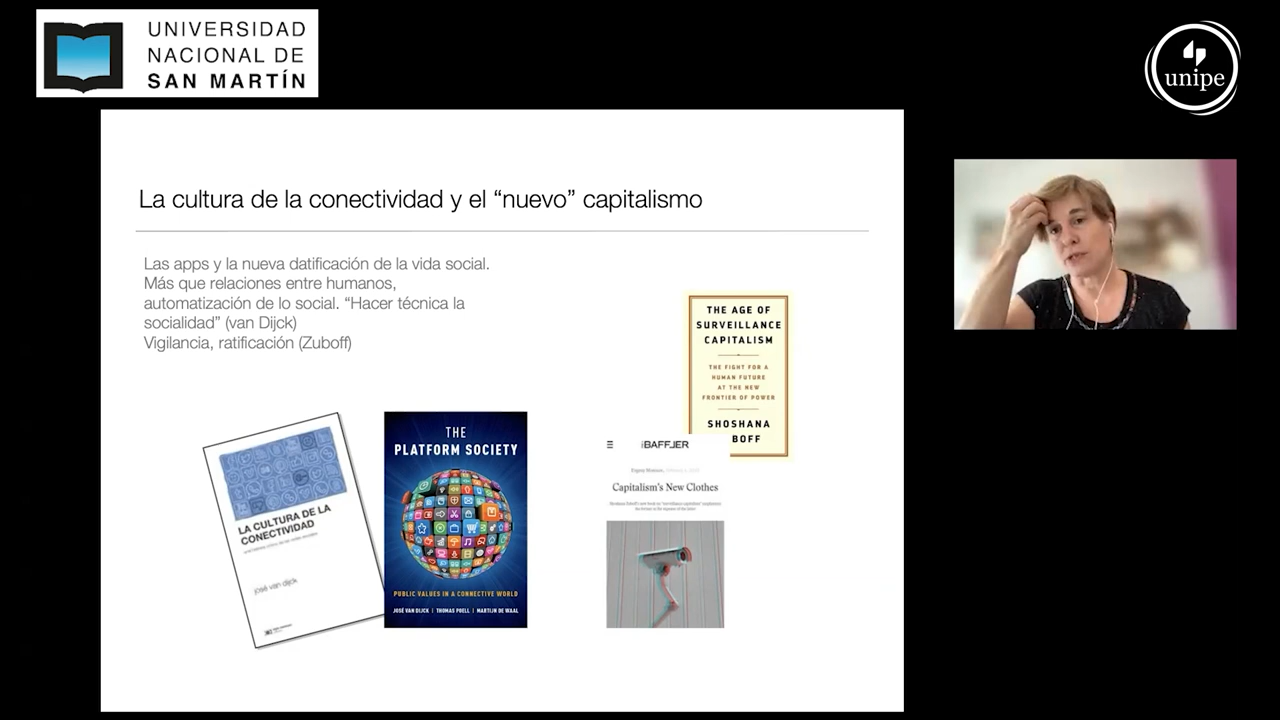 UNIVERSIDAD
NACIONAL DE
SAN MARTÍN
unipe
La cultura de la conectividad y el “nuevo” capitalismo
Las apps y la nueva datificación de la vida social.
Más que relaciones entre humanos,
automatización de lo social. “Hacer técnica la
socialidad” (van Dijck)
Vigilancia, ratificación (Zuboff)
THE AGE OF
SURVEILLANCE
CAPITALISM
THE FIGHT FOR A
HUMAN FUTURE
AT THE NEW
FRONTIER OF POWER
SHOSHANA
BOFF
LA CULTURA DE LA
CONECTIVIDAD
josé van dijck
THE
PLATFORM SOCIETY
PUBLIC VALUES IN A CONNECTIVE WORLD
JOSÉ VAN DIJCK | THOMAS POELL | MARTIJN DE WAAL
BAFFLER
Capitalism’s New Clothes